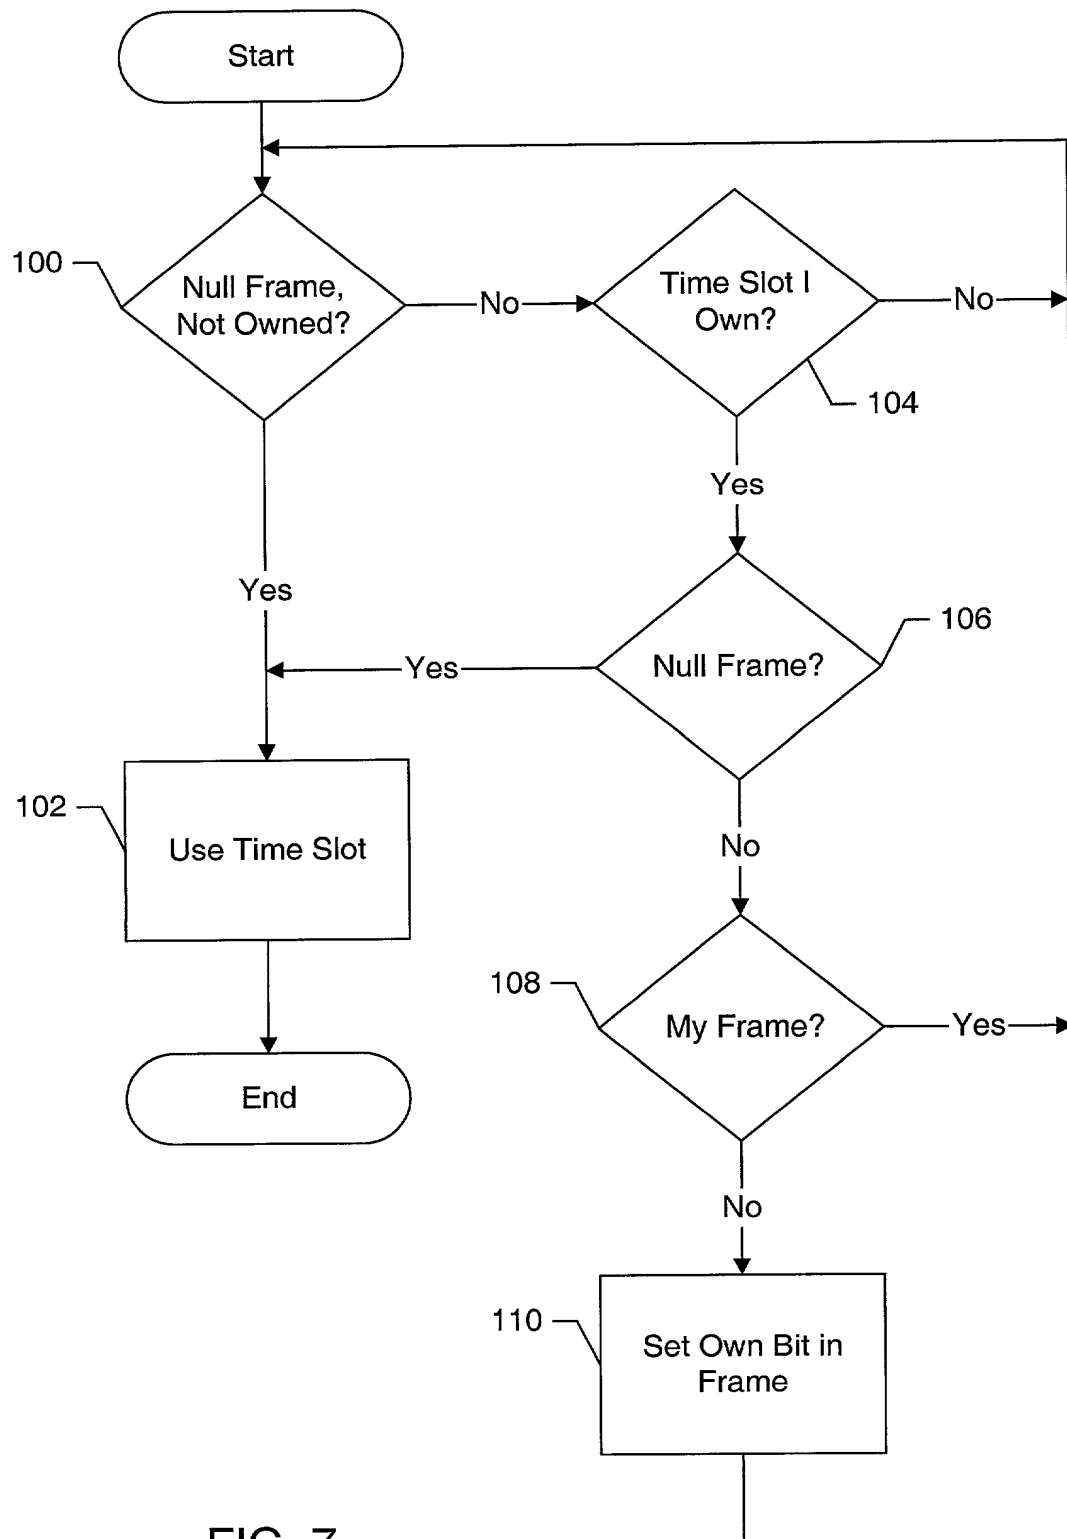 Start
100
Null Frame,
Not Owned?
No
Time Slot I
Own?
No
104
Yes
Yes
106
Null Frame?
Yes
102
Use Time Slot
No
108
My Frame?
Yes
End
No
110
Set Own Bit in
Frame
FIG. 7